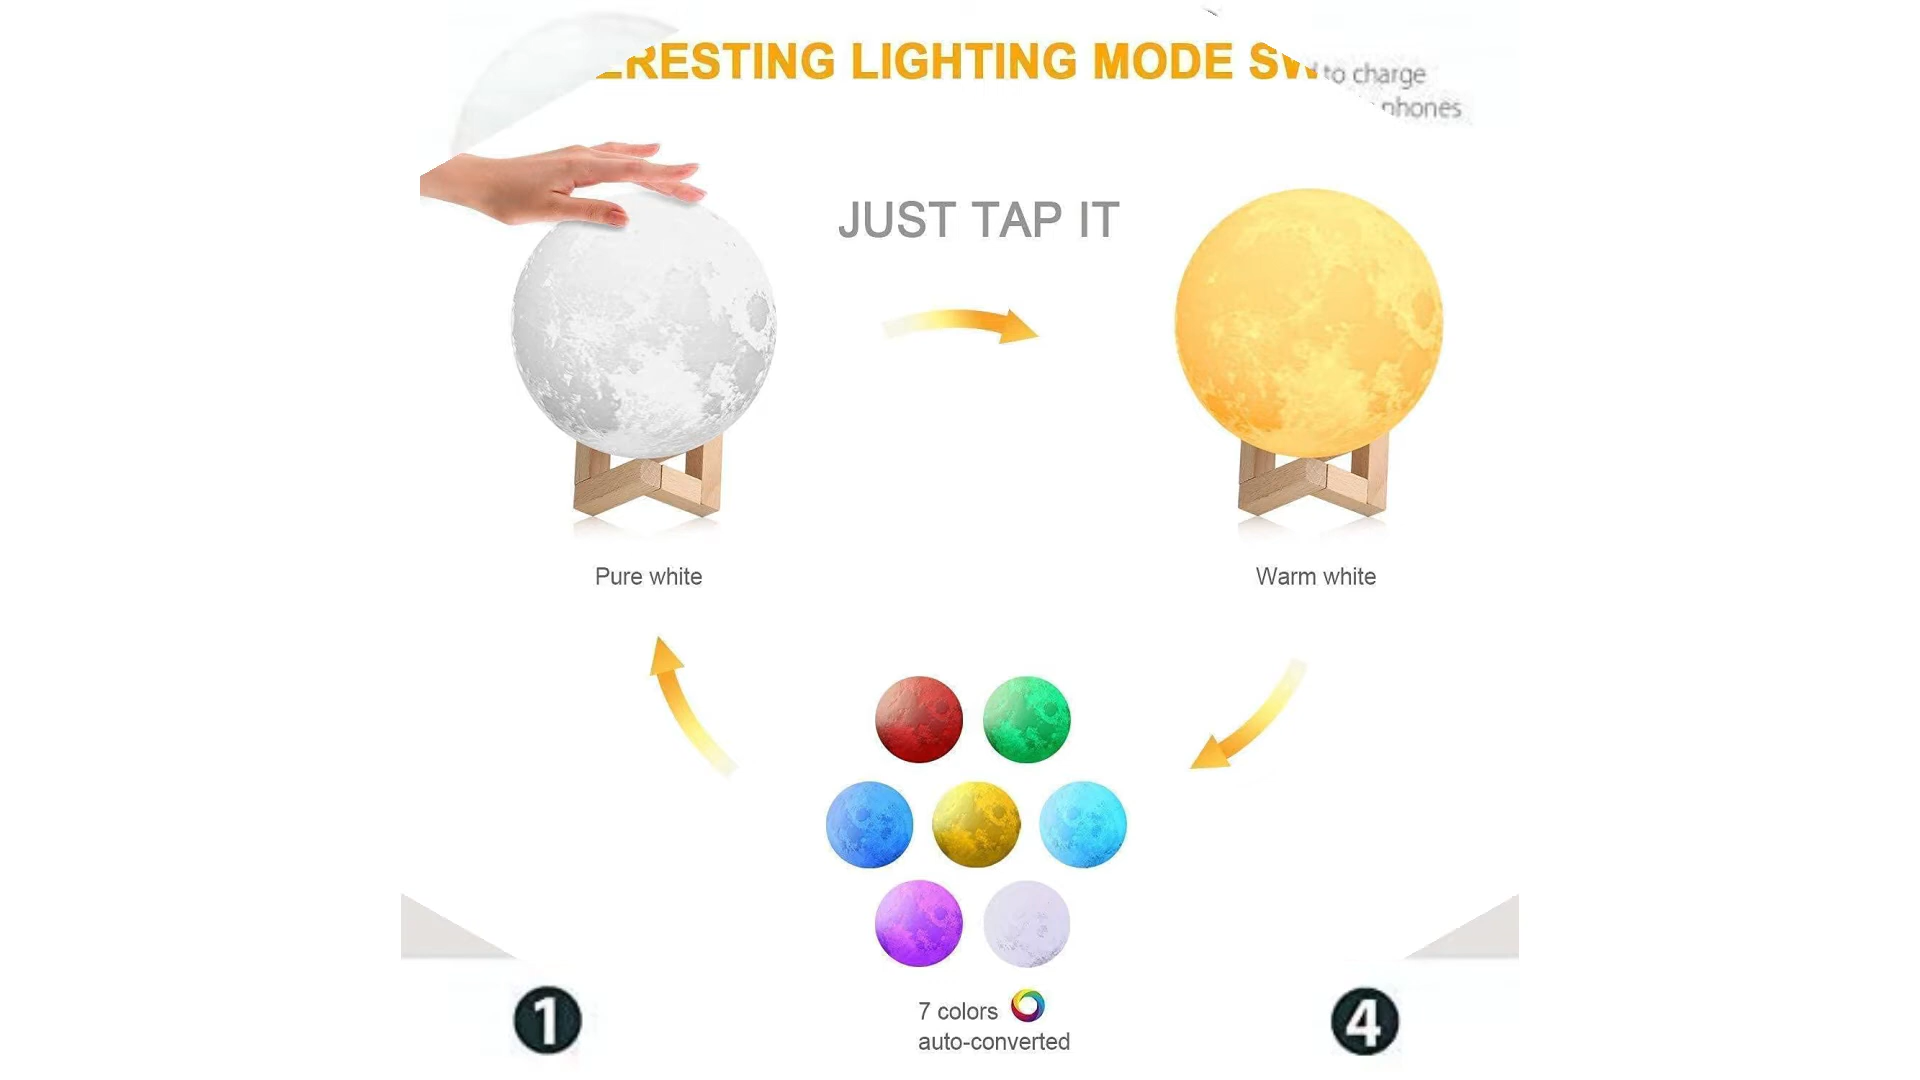 ERESTING LIGHTING MODE SW
to charge
phones
JUST TAP IT
Pure white
Warm white
7 colors
auto-converted
1
4